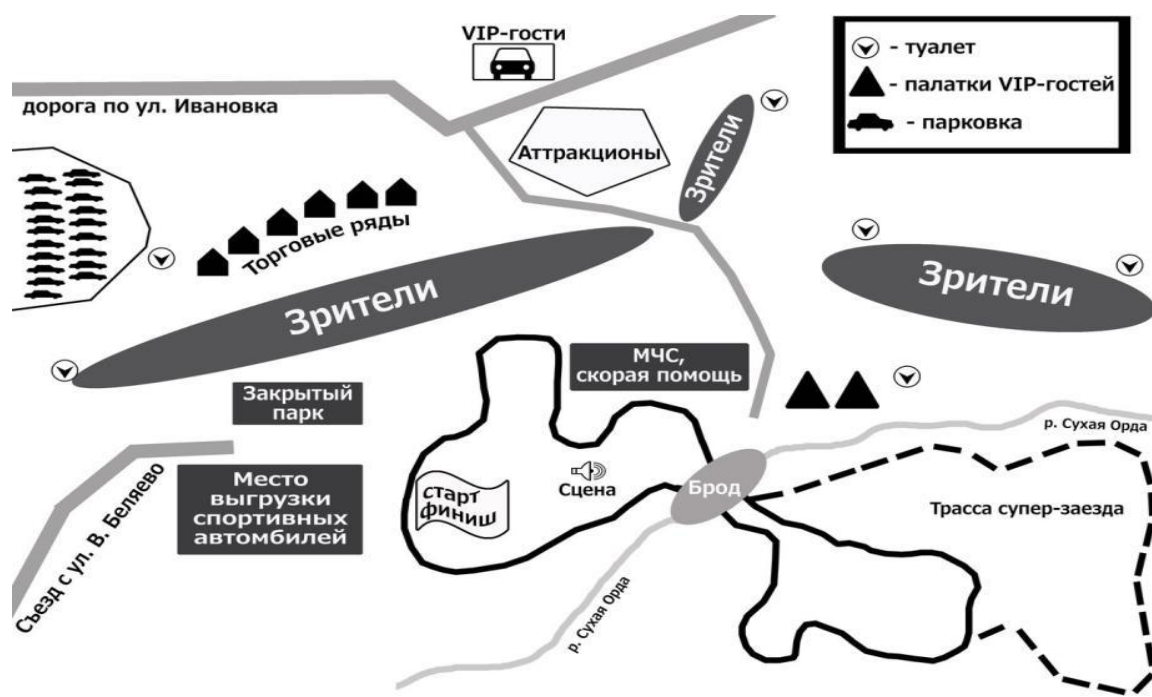 VIP-гости
- туалет
- палатки VIP-гостей
- парковка
дорога по ул. Ивановка
Аттракционы
Зрители
Торговые ряды
Зрители
Зрители
МЧС,
скорая помощь
Закрытый
парк
р. Сухая Орда
Съезд с ул. В. Беляево
Место
выгрузки
спортивных
автомбилей
старт
финиш
Сцена
Брод
Трасса супер-заезда
р. Сухая Орда